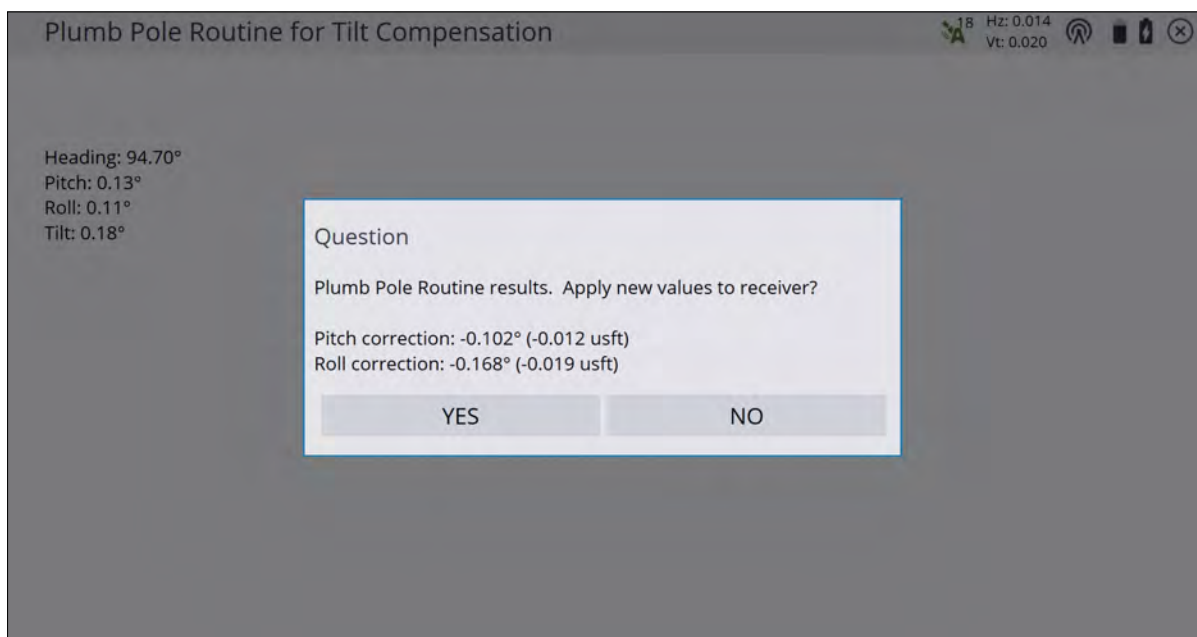 Plumb Pole Routine for Tilt Compensation
18
Hz: 0.014
Vt: 0.020
Heading: 94.70°
Pitch: 0.13°
Roll: 0.11°
Tilt: 0.18°
Question
Plumb Pole Routine results.  Apply new values to receiver?
Pitch correction: -0.102° (-0.012 usft)
Roll correction: -0.168° (-0.019 usft)
YES
NO